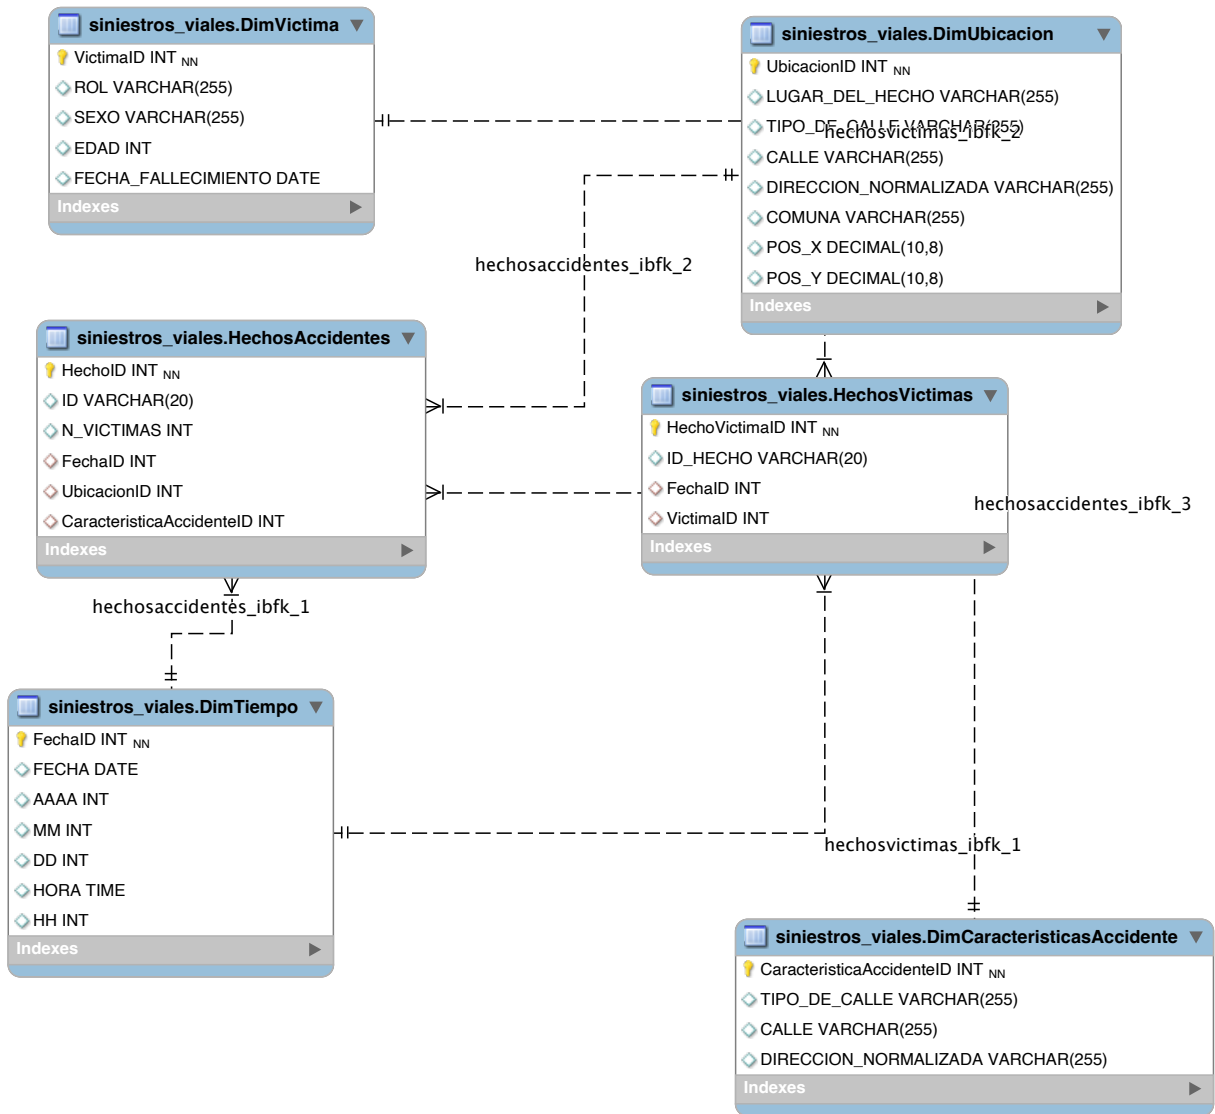 siniestros_viales.DimVictima
VictimaID INT NN
ROL VARCHAR(255)
SEXO VARCHAR(255)
EDAD INT
FECHA_FALLECIMIENTO DATE
Indexes
siniestros_viales.DimUbicacion
UbicacionID INT NN
LUGAR_DEL_HECHO VARCHAR(255)
TIPO_DE_CALLE VARCHAR(255)
hechosvictimas_ibfk_2
CALLE VARCHAR(255)
DIRECCION_NORMALIZADA VARCHAR(255)
COMUNA VARCHAR(255)
POS_X DECIMAL(10,8)
POS_Y DECIMAL(10,8)
Indexes
hechosaccidentes_ibfk_2
siniestros_viales.HechosAccidentes
HechoID INT NN
ID VARCHAR(20)
N_VICTIMAS INT
FechaID INT
UbicacionID INT
CaracteristicaAccidenteID INT
Indexes
siniestros_viales.HechosVictimas
HechoVictimaID INT NN
ID_HECHO VARCHAR(20)
FechaID INT
VictimaID INT
Indexes
hechosaccidentes_ibfk_3
hechosaccidentes_ibfk_1
siniestros_viales.DimTiempo
FechaID INT NN
FECHA DATE
AAAA INT
MM INT
DD INT
HORA TIME
HH INT
Indexes
hechosvictimas_ibfk_1
siniestros_viales.DimCaracteristicasAccidente
CaracteristicaAccidenteID INT NN
TIPO_DE_CALLE VARCHAR(255)
CALLE VARCHAR(255)
DIRECCION_NORMALIZADA VARCHAR(255)
Indexes